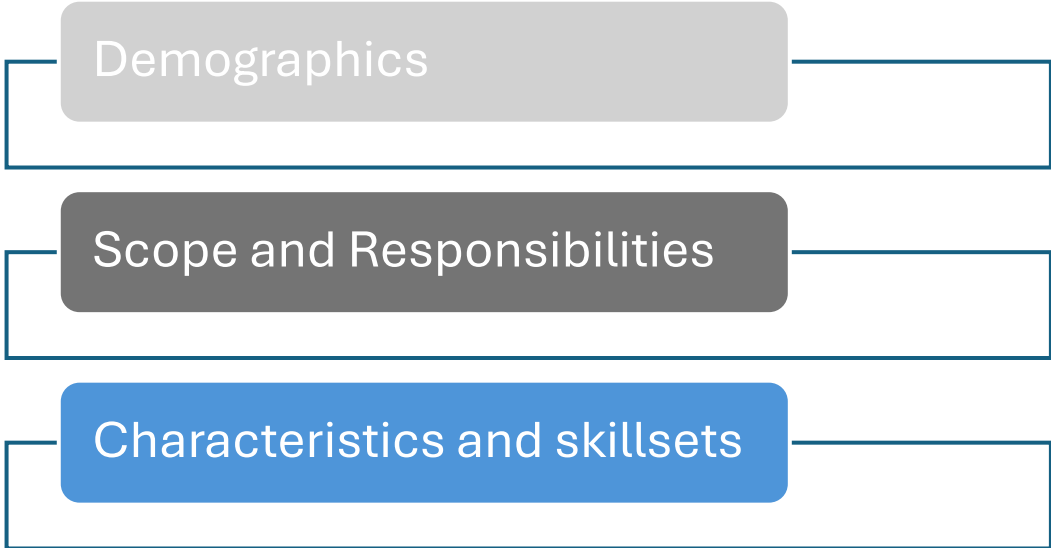 Demographics
Scope and Responsibilities
Characteristics and skillsets